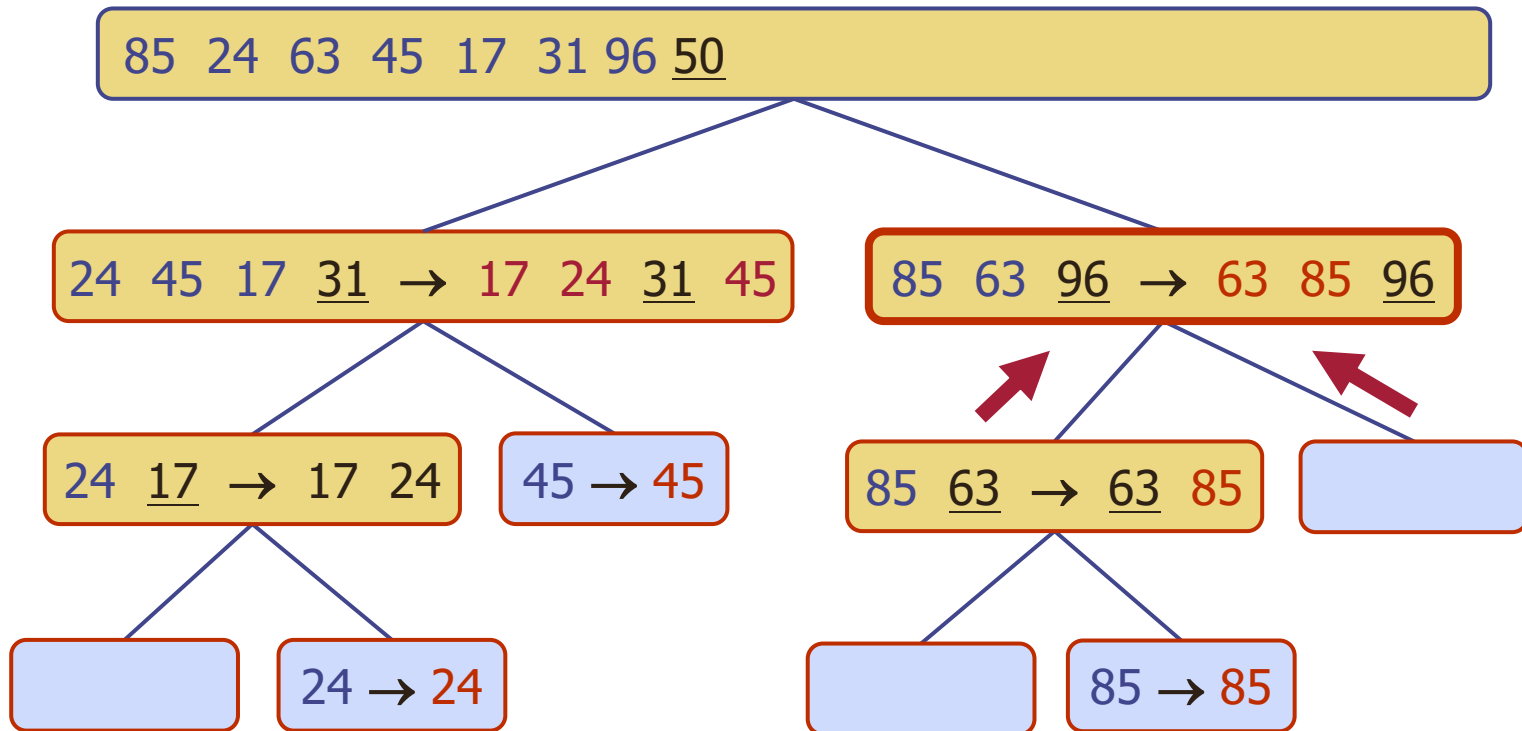 85 24 63 45 17 31 96 50
24 45 17 31 → 17 24 31 45
85 63 96 → 63 85 96
24 17 → 17 24
45 → 45
85 63 → 63 85
24 → 24
85 → 85